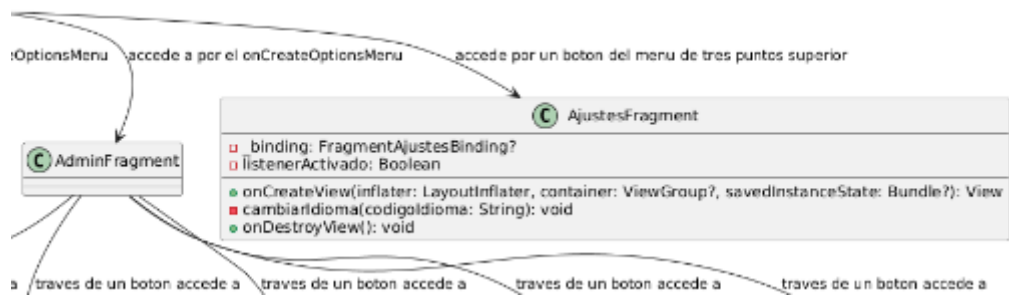 eOptionsMenu
accede a por el onCreateOptionsMenu
accede por un boton del menu de tres puntos superior
C AdminFragment
C AjustesFragment
_binding: FragmentAjustesBinding?
listenerActivado: Boolean
onCreateView(inflater: LayoutInflater, container: ViewGroup?, savedInstanceState: Bundle?): View
cambiarIdioma(codigoIdioma: String): void
onDestroyView(): void
a
traves de un boton accede a
traves de un boton accede a
traves de un boton accede a
traves de un boton accede a